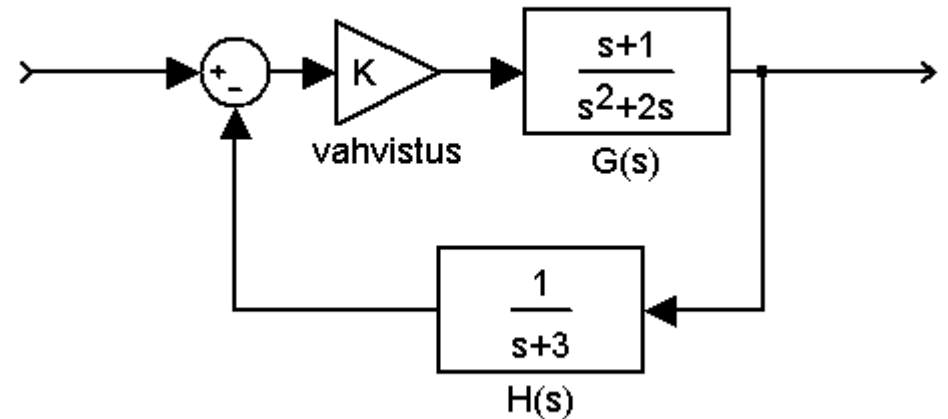 +
-
K
vahvistus
s+1
s²+2s
G(s)
1
s+3
H(s)